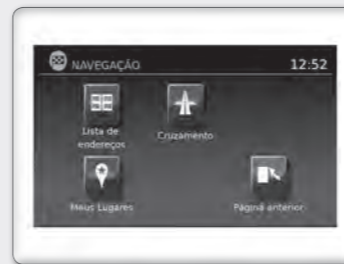 NAVEGAÇÃO 12:52
Lista de
endereços
Cruzamento
Meus Lugares
Página anterior